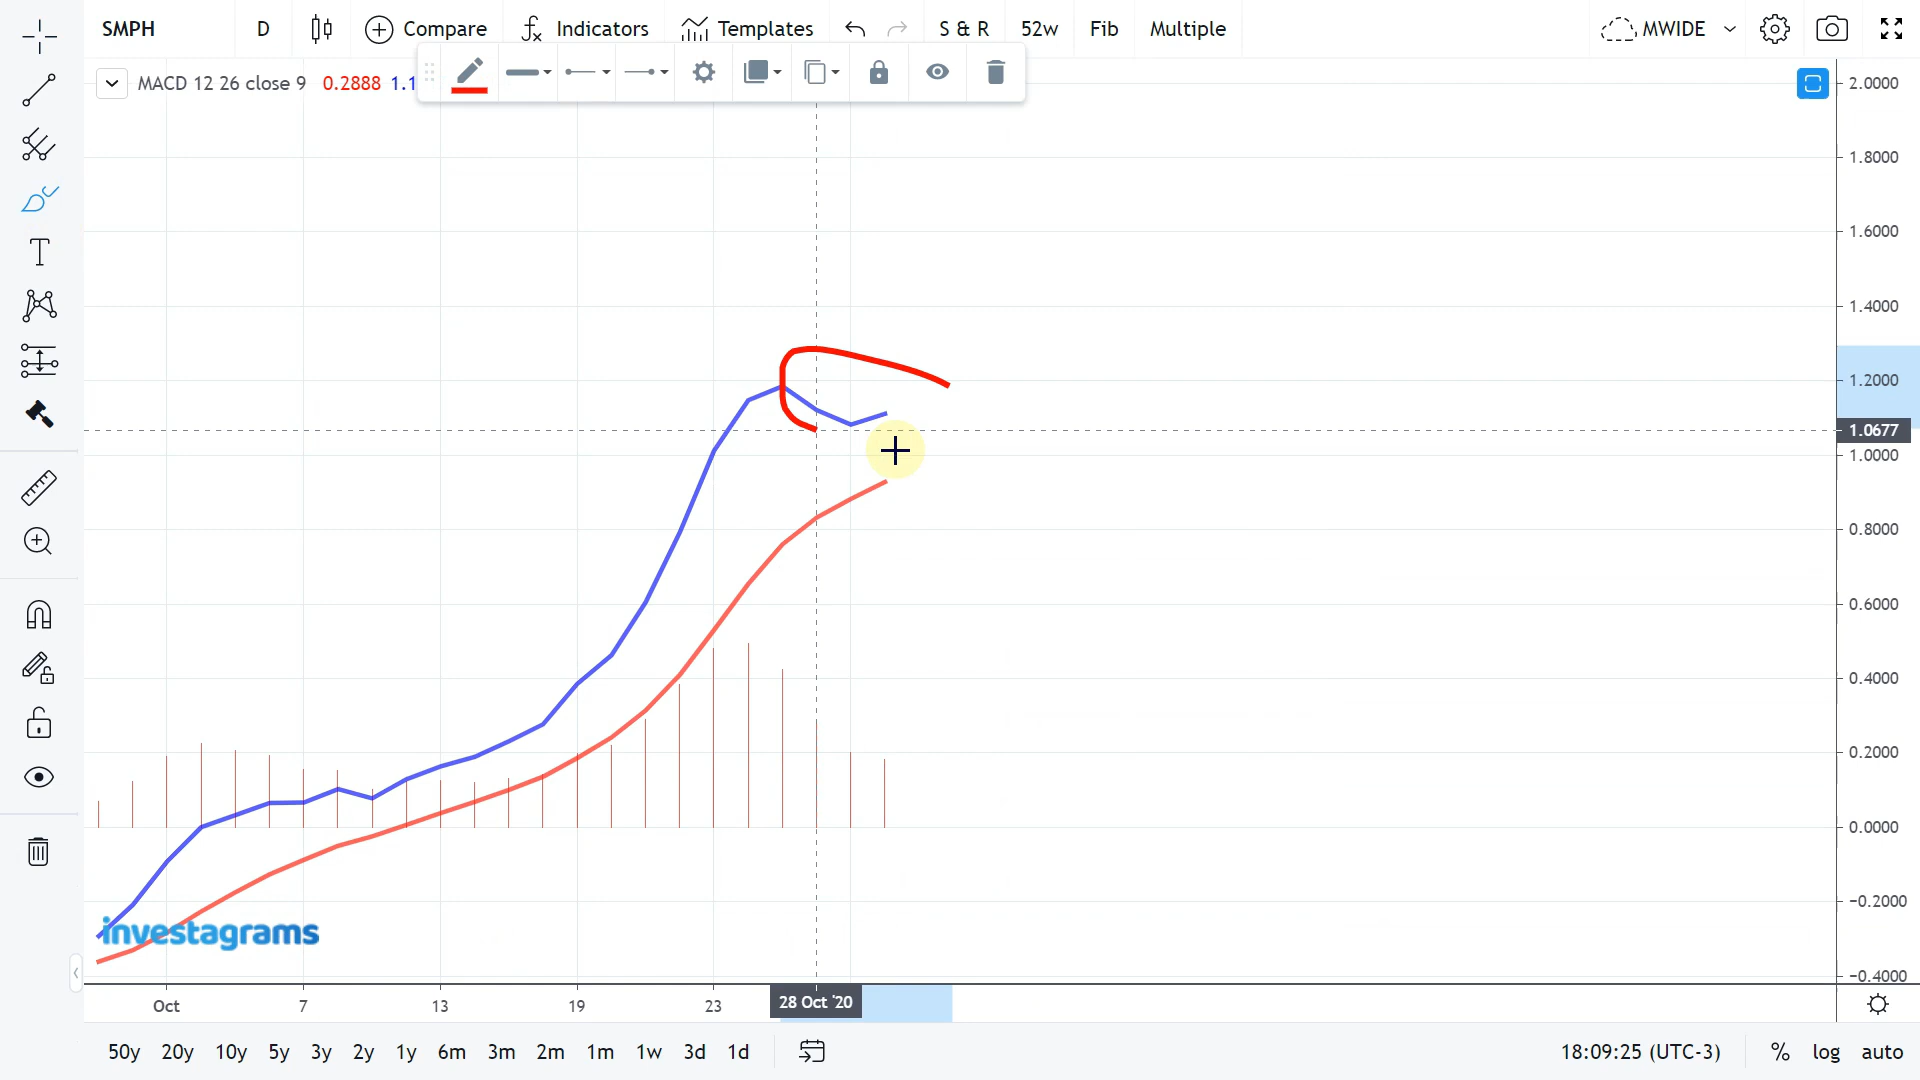 SMPH D Compare Indicators Templates S & R 52w Fib Multiple MWIDE
MACD 12 26 close 9 0.2888 1.1
2.0000
1.8000
1.6000
1.4000
1.2000
1.0677
1.0000
0.8000
0.6000
0.4000
0.2000
0.0000
−0.2000
−0.4000
investagrams
Oct 7 13 19 23 28 Oct '20
50y 20y 10y 5y 3y 2y 1y 6m 3m 2m 1m 1w 3d 1d 18:09:25 (UTC-3) % log auto